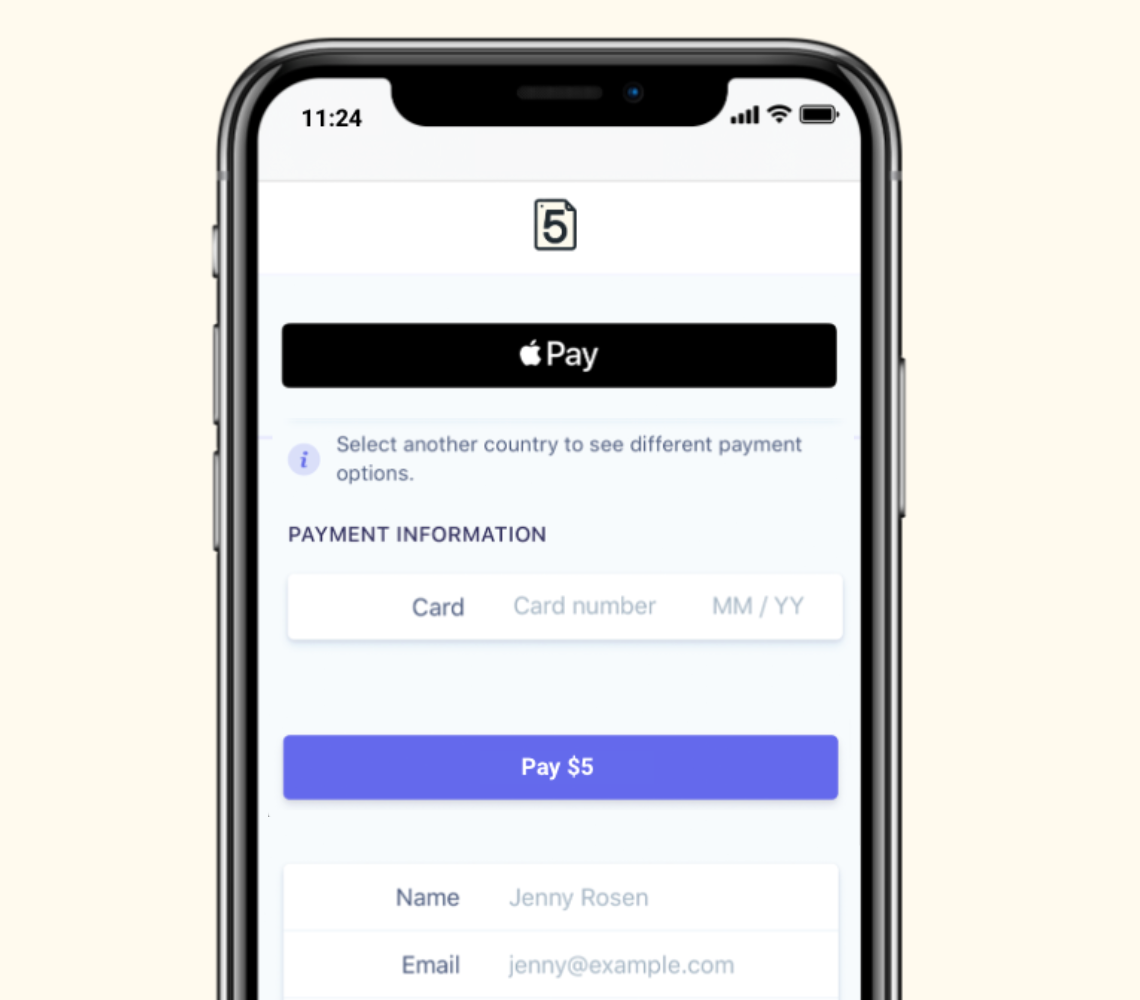 11:24
5
Pay
Select another country to see different payment
options.
PAYMENT INFORMATION
Card Card number MM / YY
Pay $5
Name Jenny Rosen
Email jenny@example.com